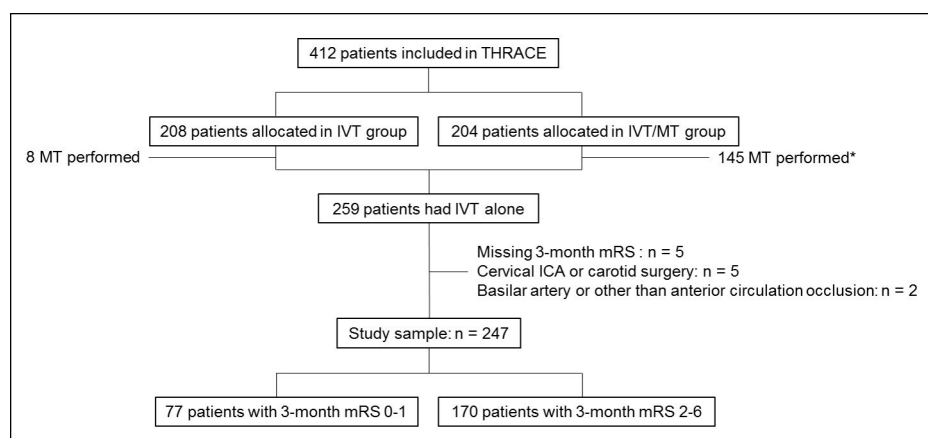 412 patients included in THRACE
208 patients allocated in IVT group
204 patients allocated in IVT/MT group
8 MT performed
145 MT performed*
259 patients had IVT alone
Missing 3-month mRS : n = 5
Cervical ICA or carotid surgery: n = 5
Basilar artery or other than anterior circulation occlusion: n = 2
Study sample: n = 247
77 patients with 3-month mRS 0-1
170 patients with 3-month mRS 2-6